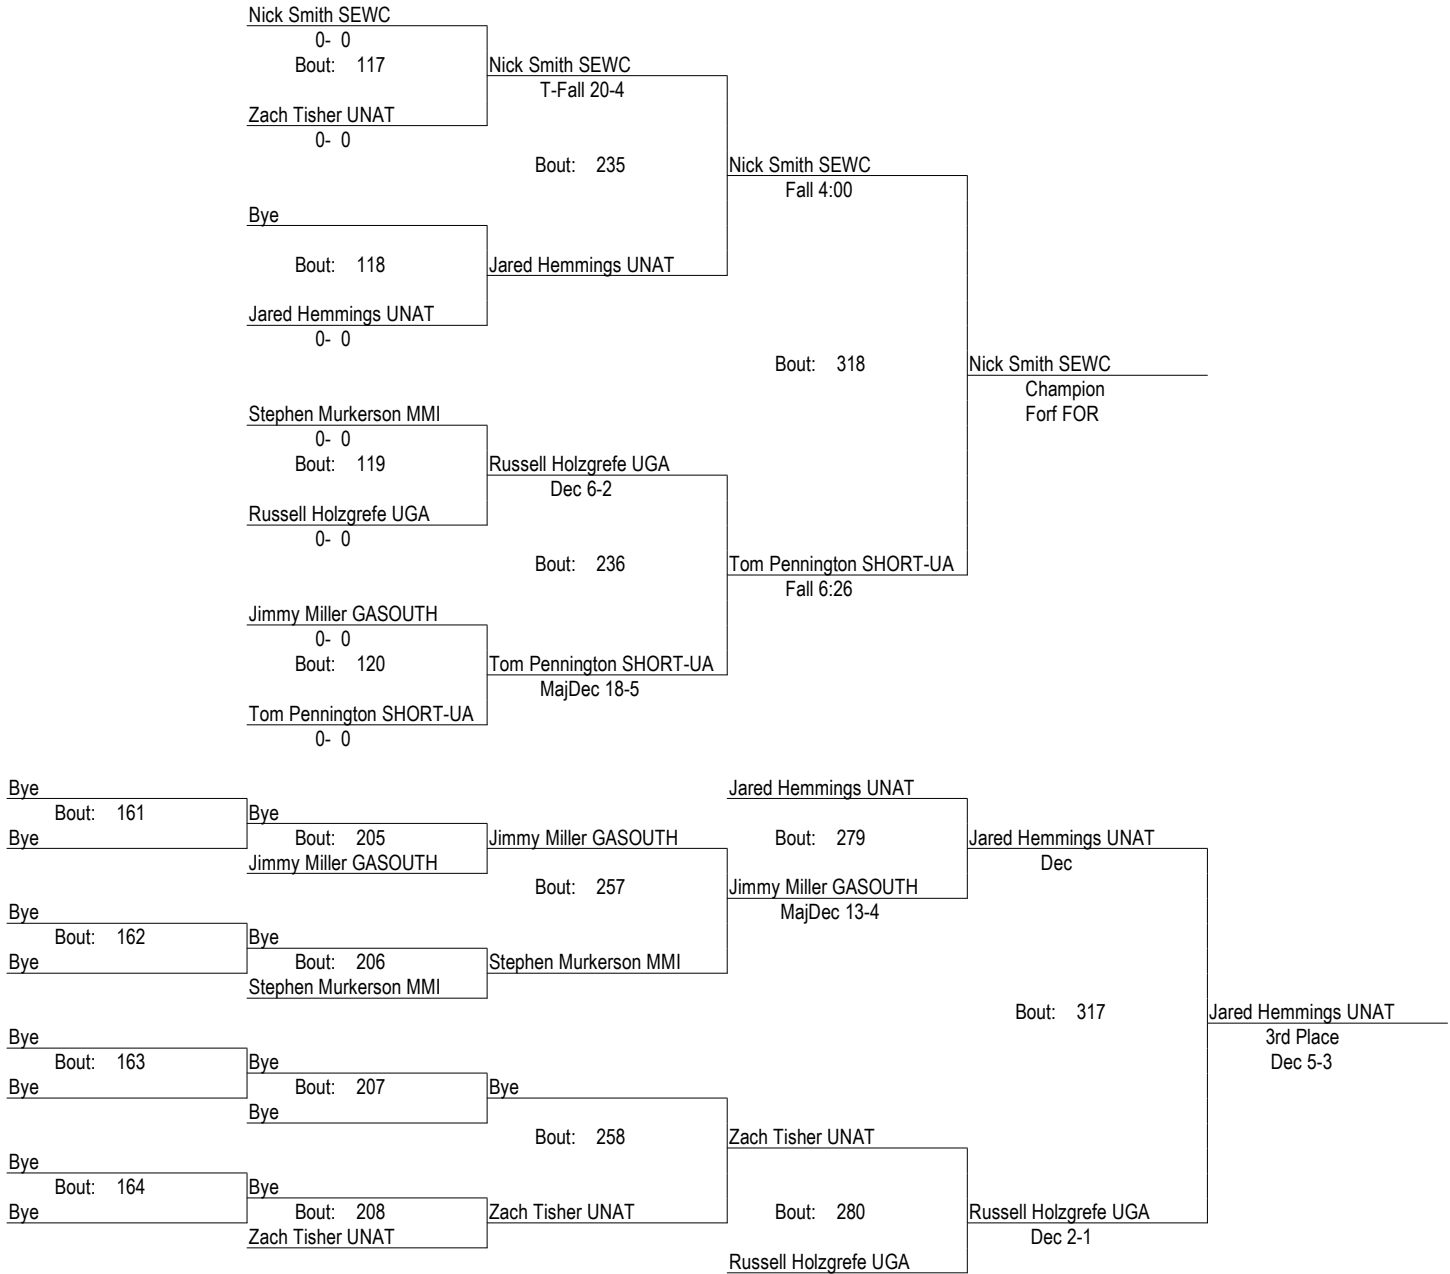 Nick Smith SEWC
0- 0
Bout: 117
Nick Smith SEWC
T-Fall 20-4
Zach Tisher UNAT
0- 0
Bout: 235
Nick Smith SEWC
Fall 4:00
Bye
Bout: 118
Jared Hemmings UNAT
Jared Hemmings UNAT
0- 0
Bout: 318
Nick Smith SEWC
Champion
Forf FOR
Stephen Murkerson MMI
0- 0
Bout: 119
Russell Holzgrefe UGA
Dec 6-2
Russell Holzgrefe UGA
0- 0
Bout: 236
Tom Pennington SHORT-UA
Fall 6:26
Jimmy Miller GASOUTH
0- 0
Bout: 120
Tom Pennington SHORT-UA
MajDec 18-5
Tom Pennington SHORT-UA
0- 0
Bye
Bout: 161
Bye
Bye
Bout: 205
Jimmy Miller GASOUTH
Jimmy Miller GASOUTH
Bout: 257
Jared Hemmings UNAT
Bout: 279
Jimmy Miller GASOUTH
MajDec 13-4
Jared Hemmings UNAT
Dec
Bye
Bout: 162
Bye
Bye
Bout: 206
Stephen Murkerson MMI
Stephen Murkerson MMI
Bout: 317
Jared Hemmings UNAT
3rd Place
Dec 5-3
Bye
Bout: 163
Bye
Bye
Bout: 207
Bye
Bye
Bout: 258
Zach Tisher UNAT
Bye
Bout: 164
Bye
Bye
Bout: 208
Zach Tisher UNAT
Zach Tisher UNAT
Bout: 280
Russell Holzgrefe UGA
Russell Holzgrefe UGA
Dec 2-1